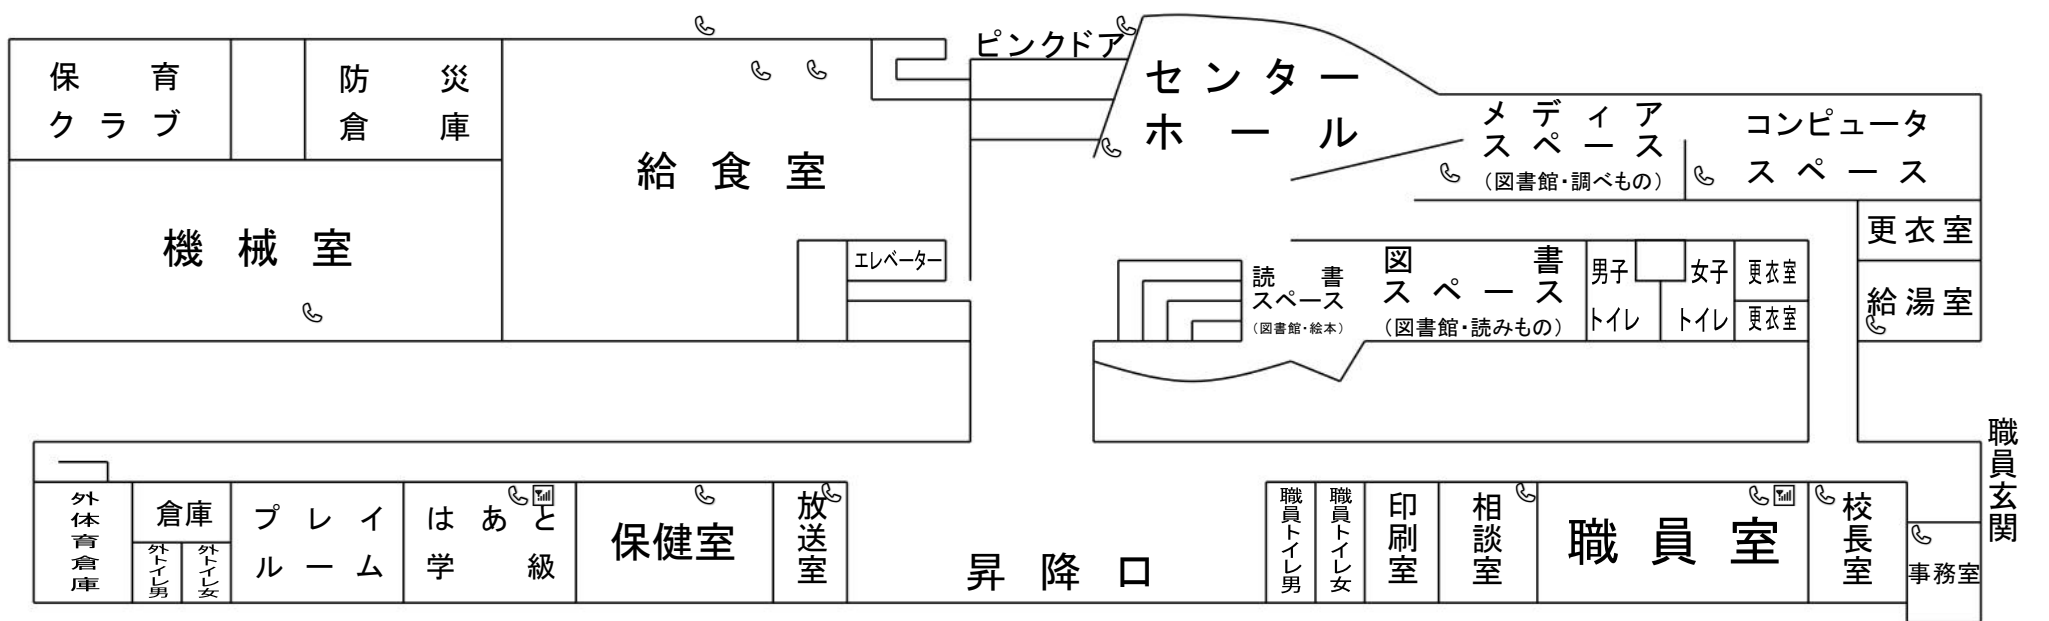 保育
クラブ
防災
倉庫
機械室
給食室
エレベーター
ピンクドア
センター
ホール
メディア
スペース
（図書館・調べもの）
コンピュータ
スペース
更衣室
給湯室
読書
スペース
（図書館・絵本）
図書
スペース
（図書館・読みもの）
男子
トイレ
女子
トイレ
更衣室
更衣室
職員玄関
外体育倉庫
倉庫
外トイレ男
外トイレ女
プレイ
ルーム
はあと
学級
保健室
放送室
昇降口
職員トイレ男
職員トイレ女
印刷室
相談室
職員室
校長室
事務室